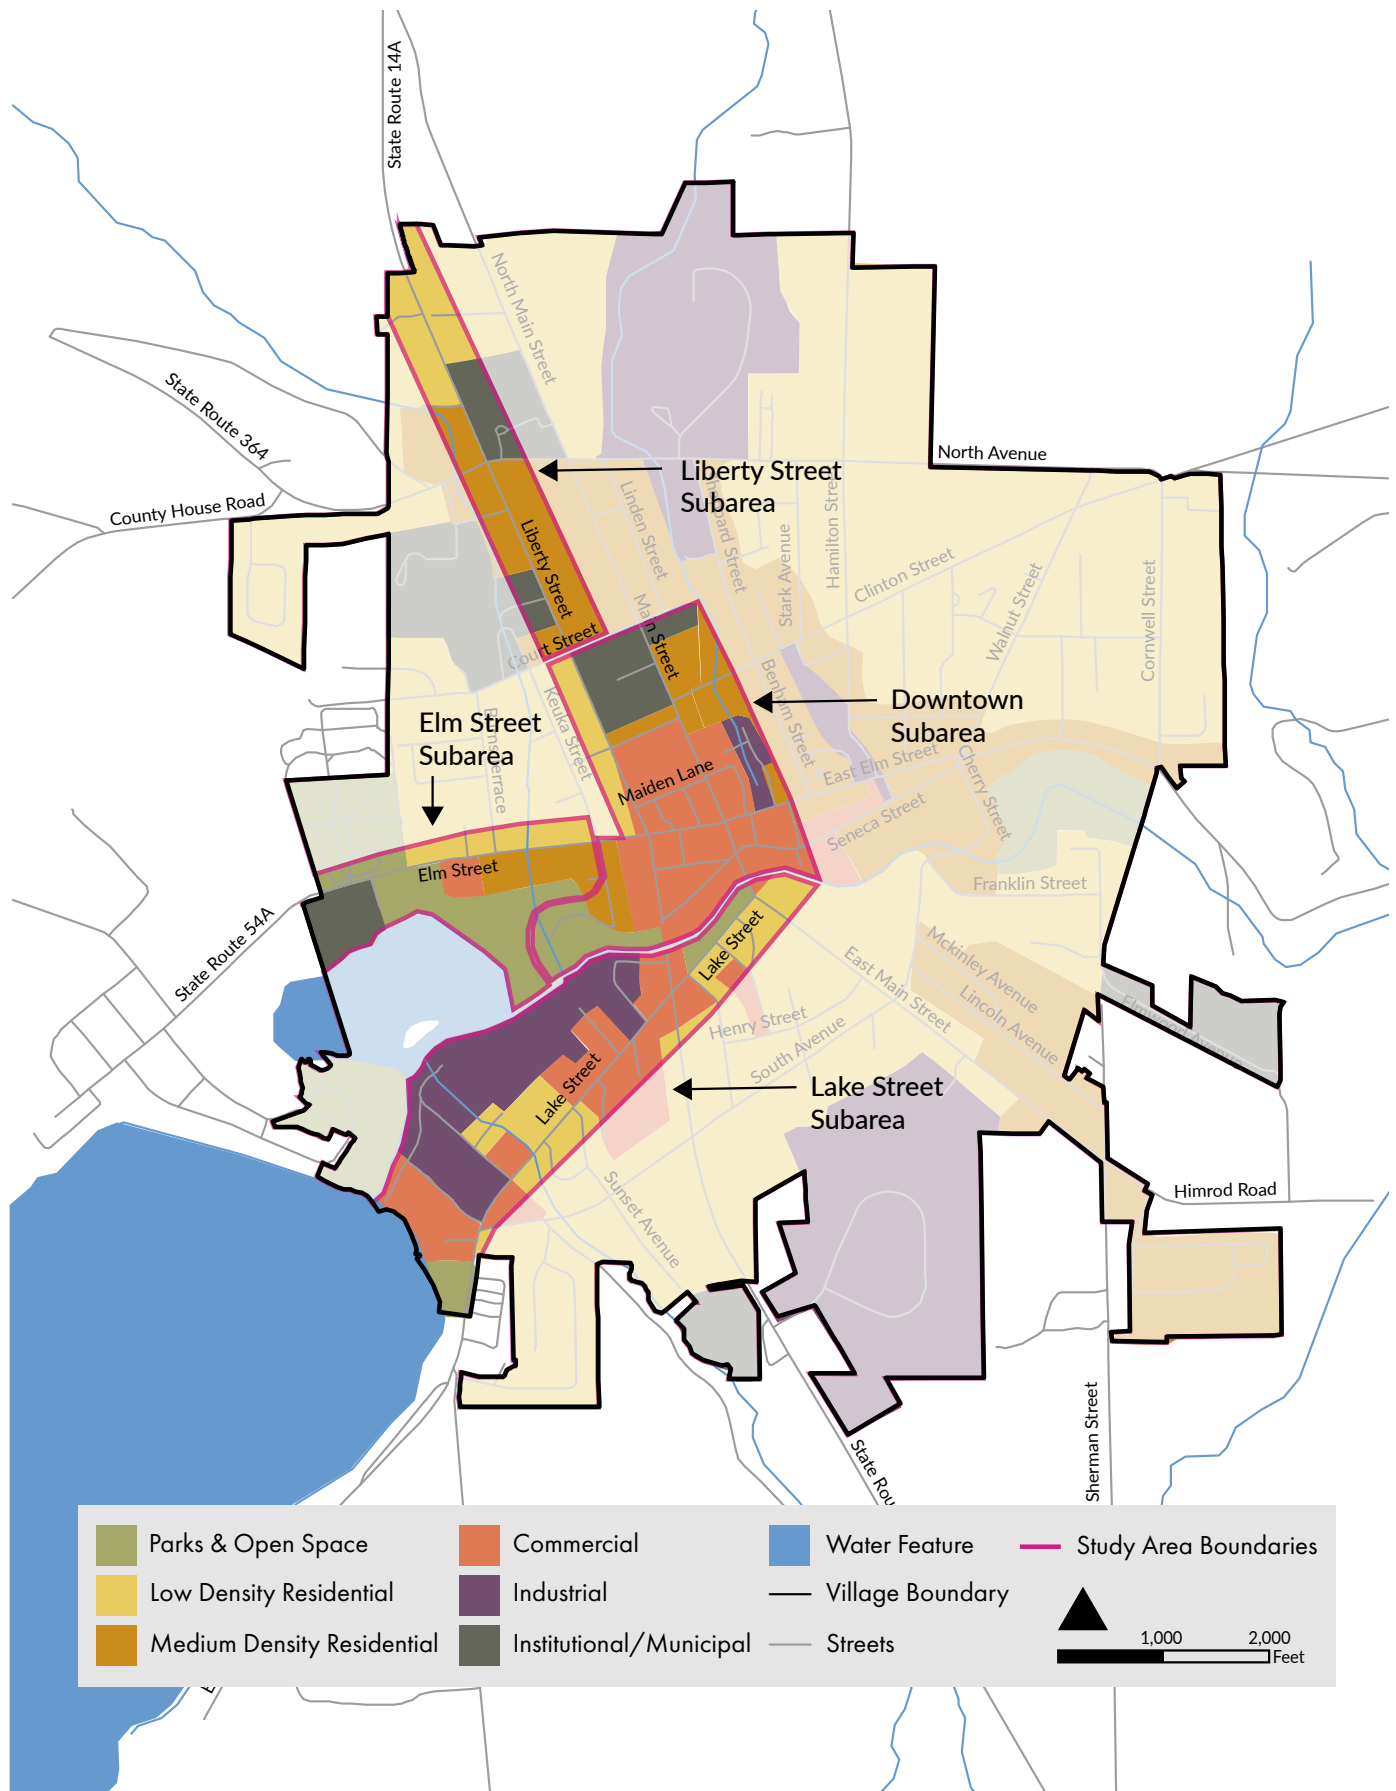 State Route 14A
North Main Street
State Route 364
North Avenue
County House Road
Liberty Street
Subarea
Linden Street
Stark Avenue
Hamilton Street
Clinton Street
Walnut Street
Cornwell Street
Liberty Street
Main Street
Court Street
Keuka Street
Benham Street
Downtown
Subarea
Elm Street
Subarea
Maiden Lane
East Elm Street
Cherry Street
Seneca Street
Elm Street
Franklin Street
State Route 54A
Lake Street
East Main Street
Mckinley Avenue
Lincoln Avenue
Elmwood Avenue
Henry Street
South Avenue
Lake Street
Lake Street
Subarea
Sunset Avenue
Himrod Road
Sherman Street
State Rou
Parks & Open Space
Commercial
Water Feature
Study Area Boundaries
Low Density Residential
Industrial
Village Boundary
Medium Density Residential
Institutional/Municipal
Streets
1,000
2,000
Feet